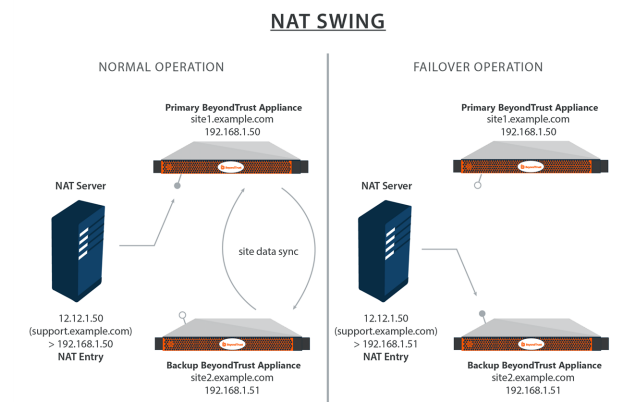 NAT SWING
NORMAL OPERATION
Primary BeyondTrust Appliance
site1.example.com
192.168.1.50
BeyondTrust
NAT Server
site data sync
12.12.1.50
(support.example.com)
> 192.168.1.50
NAT Entry
BeyondTrust
Backup BeyondTrust Appliance
site2.example.com
192.168.1.51
FAILOVER OPERATION
Primary BeyondTrust Appliance
site1.example.com
192.168.1.50
BeyondTrust
NAT Server
12.12.1.50
(support.example.com)
> 192.168.1.51
NAT Entry
BeyondTrust
Backup BeyondTrust Appliance
site2.example.com
192.168.1.51